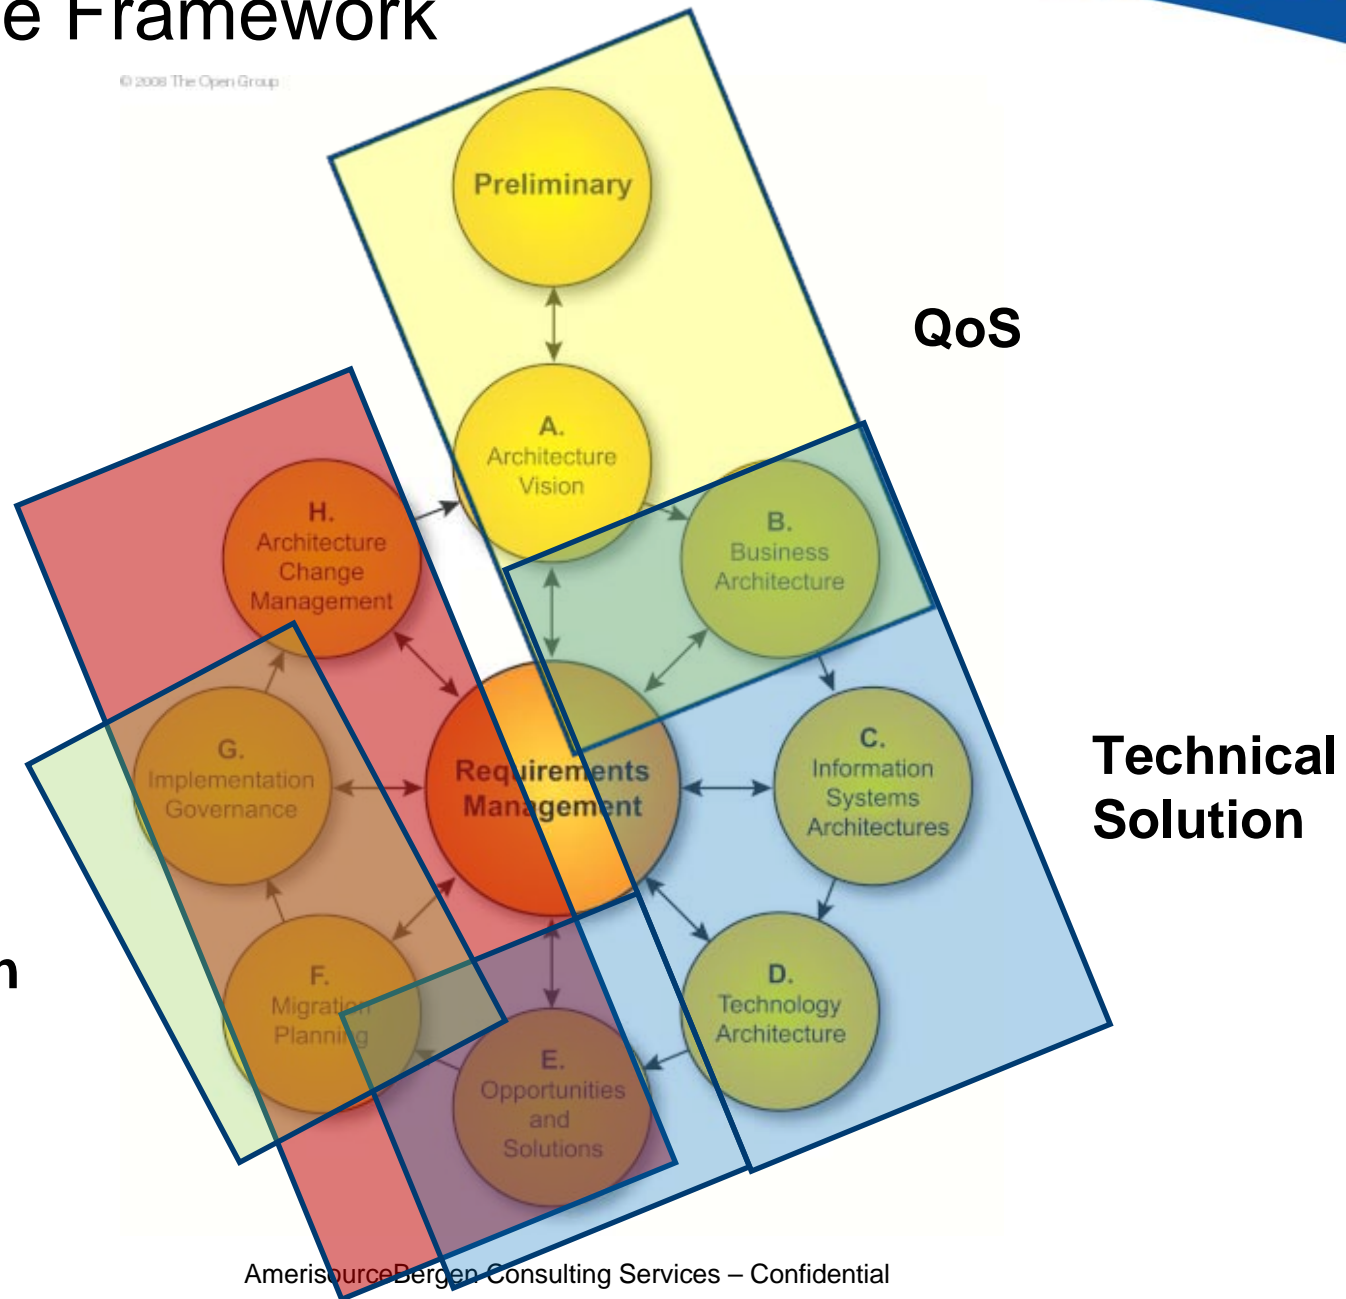 e Framework
© 2008 The Open Group
Preliminary
QoS
A.
Architecture
Vision
H.
Architecture
Change
Management
B.
Business
Architecture
G.
Implementation
Governance
Requirements
Management
C.
Information
Systems
Architectures
Technical
Solution
n
F.
Migration
Planning
D.
Technology
Architecture
E.
Opportunities
and
Solutions
AmerisourceBergen Consulting Services – Confidential